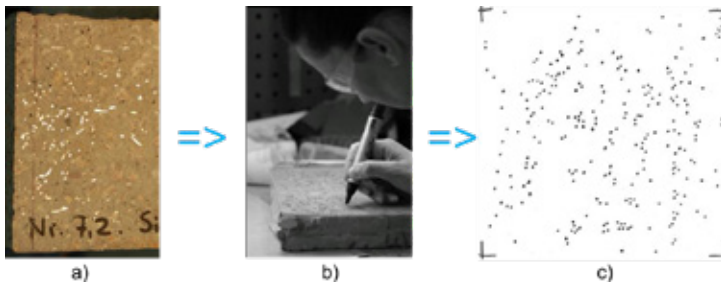 =>
=>
Nr. 7,2. Si
a)
b)
c)